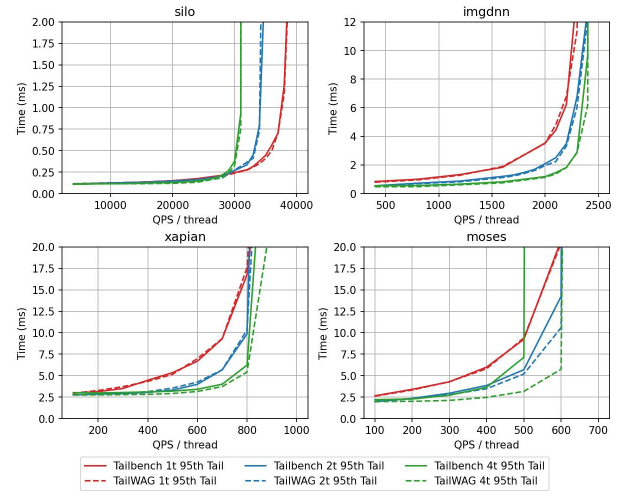 silo
2.00
1.75
1.50
1.25
1.00
0.75
0.50
0.25
0.00
Time (ms)
10000 20000 30000 40000
QPS / thread
imgdnn
12
10
8
6
4
2
0
Time (ms)
500 1000 1500 2000 2500
QPS / thread
xapian
20.0
17.5
15.0
12.5
10.0
7.5
5.0
2.5
0.0
Time (ms)
200 400 600 800 1000
QPS / thread
moses
20.0
17.5
15.0
12.5
10.0
7.5
5.0
2.5
0.0
Time (ms)
100 200 300 400 500 600 700
QPS / thread
Tailbench 1t 95th Tail Tailbench 2t 95th Tail Tailbench 4t 95th Tail
TailWAG 1t 95th Tail TailWAG 2t 95th Tail TailWAG 4t 95th Tail